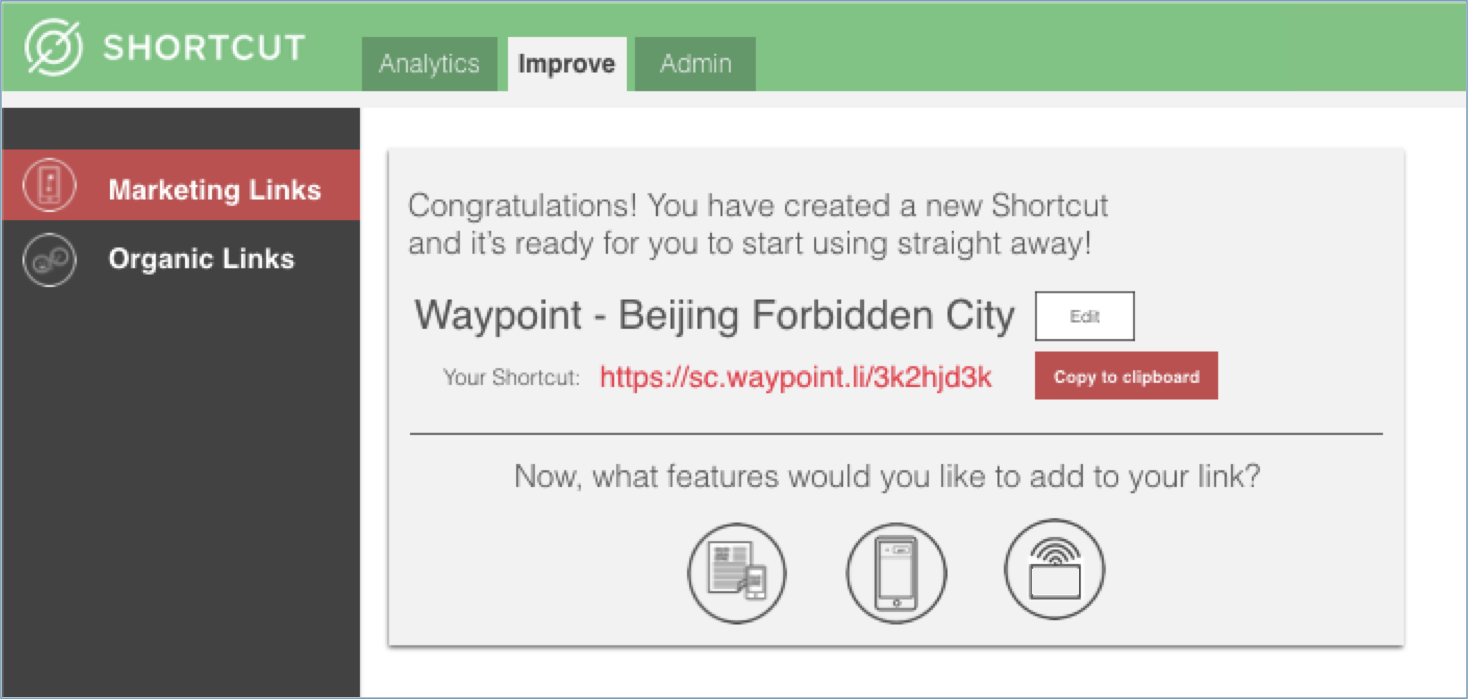 SHORTCUT
Analytics
Improve
Admin
Marketing Links
Organic Links
Congratulations! You have created a new Shortcut
and it’s ready for you to start using straight away!
Waypoint - Beijing Forbidden City
Edit
Your Shortcut: https://sc.waypoint.li/3k2hjd3k
Copy to clipboard
Now, what features would you like to add to your link?